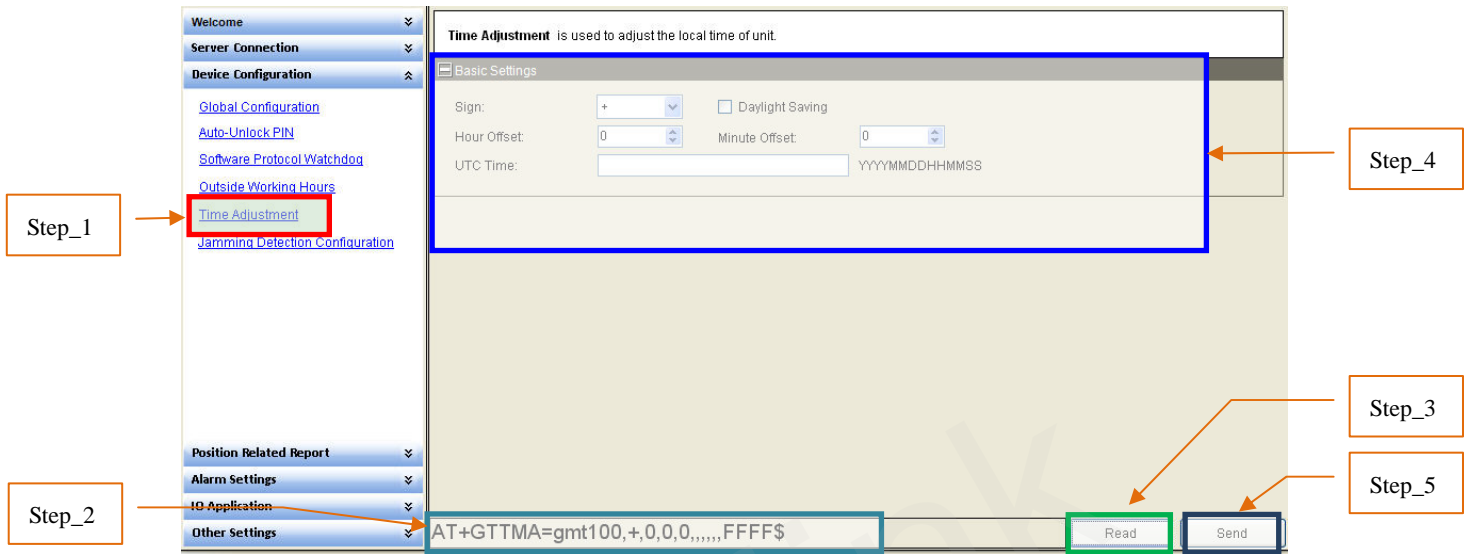 Welcome
Server Connection
Device Configuration
Global Configuration
Auto-Unlock PIN
Software Protocol Watchdog
Outside Working Hours
Time Adjustment
Jamming Detection Configuration
Position Related Report
Alarm Settings
IO Application
Other Settings
Time Adjustment is used to adjust the local time of unit.
Basic Settings
Sign: + Daylight Saving
Hour Offset: 0 Minute Offset: 0
UTC Time: YYYYMMDDHHMMSS
AT+GTTMA=gmt100,+,0,0,0,,,,,,FFFF$
Read
Send
Step_1
Step_2
Step_4
Step_3
Step_5